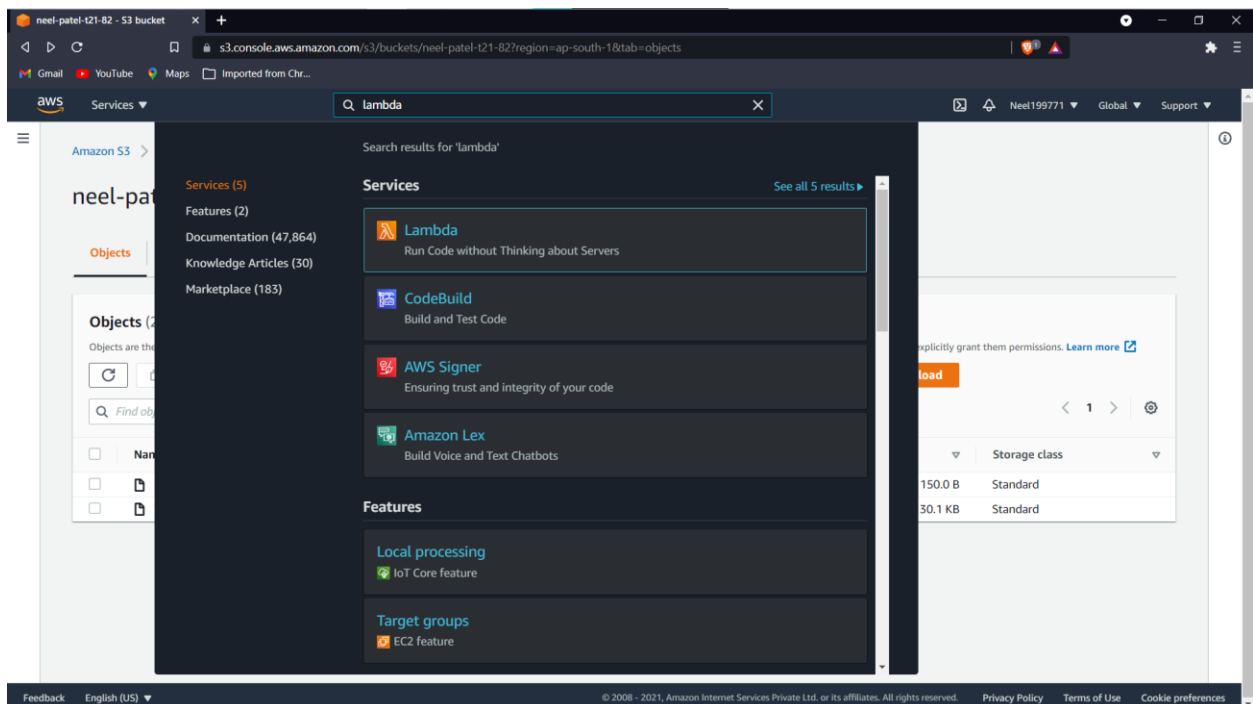 neel-patel-t21-82 - S3 bucket
s3.console.aws.amazon.com/s3/buckets/neel-patel-t21-82?region=ap-south-1&tab=objects
Gmail YouTube Maps Imported from Chr...
aws Services lambda Neel199771 Global Support
Amazon S3
Search results for 'lambda'
neel-pat
Services (5)
Features (2)
Documentation (47,864)
Knowledge Articles (30)
Marketplace (183)
Services See all 5 results
Lambda
Run Code without Thinking about Servers
CodeBuild
Build and Test Code
AWS Signer
Ensuring trust and integrity of your code
Amazon Lex
Build Voice and Text Chatbots
Features
Local processing
IoT Core feature
Target groups
EC2 feature
Objects
Objects (2
Objects are the
explicitly grant them permissions. Learn more
load
Find obj
1
Nan
Storage class
150.0 B Standard
30.1 KB Standard
Feedback English (US) © 2008 - 2021, Amazon Internet Services Private Ltd. or its affiliates. All rights reserved. Privacy Policy Terms of Use Cookie preferences